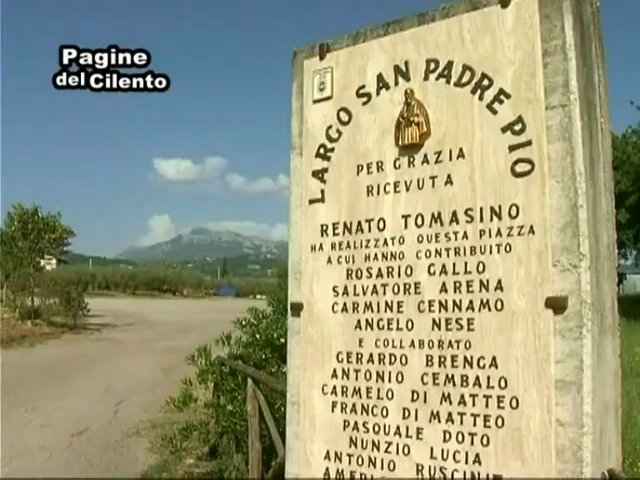 Pagine
del Cilento
LARGO SAN PADRE PIO
PER GRAZIA
RICEVUTA
RENATO TOMASINO
HA REALIZZATO QUESTA PIAZZA
A CUI HANNO CONTRIBUITO
ROSARIO GALLO
SALVATORE ARENA
CARMINE CENNAMO
ANGELO NESE
E COLLABORATO
GERARDO BRENGA
ANTONIO CEMBALO
CARMELO DI MATTEO
FRANCO DI MATTEO
PASQUALE DOTO
NUNZIO LUCIA
ANTONIO